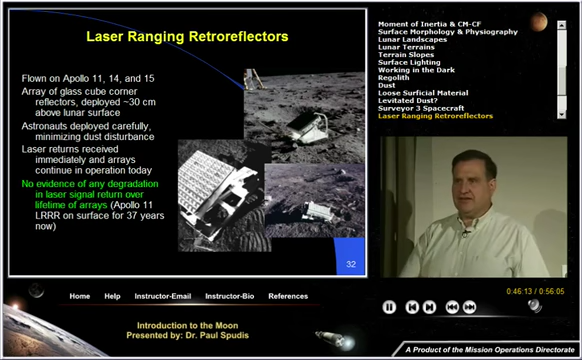 Laser Ranging Retroreflectors
Flown on Apollo 11, 14, and 15
Array of glass cube corner
reflectors, deployed ~30 cm
above lunar surface
Astronauts deployed carefully,
minimizing dust disturbance
Laser returns received
immediately and arrays
continue in operation today
No evidence of any degradation
in laser signal return over
lifetime of arrays (Apollo 11
LRRR on surface for 37 years
now)
32
Moment of Inertia & CM-CF
Surface Morphology & Physiography
Lunar Landscapes
Lunar Terrains
Terrain Slopes
Surface Lighting
Working in the Dark
Regolith
Dust
Loose Surficial Material
Levitated Dust?
Surveyor 3 Spacecraft
Laser Ranging Retroreflectors
0:46:13 / 0:56:05
Home Help Instructor-Email Instructor-Bio References
Introduction to the Moon
Presented by: Dr. Paul Spudis
A Product of the Mission Operations Directorate